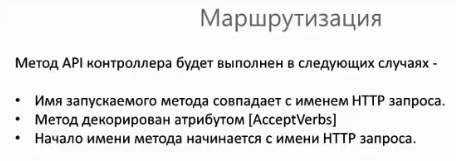 Маршрутизация
Метод API контроллера будет выполнен в следующих случаях -
• Имя запускаемого метода совпадает с именем HTTP запроса.
• Метод декорирован атрибутом [AcceptVerbs]
• Начало имени метода начинается с имени HTTP запроса.